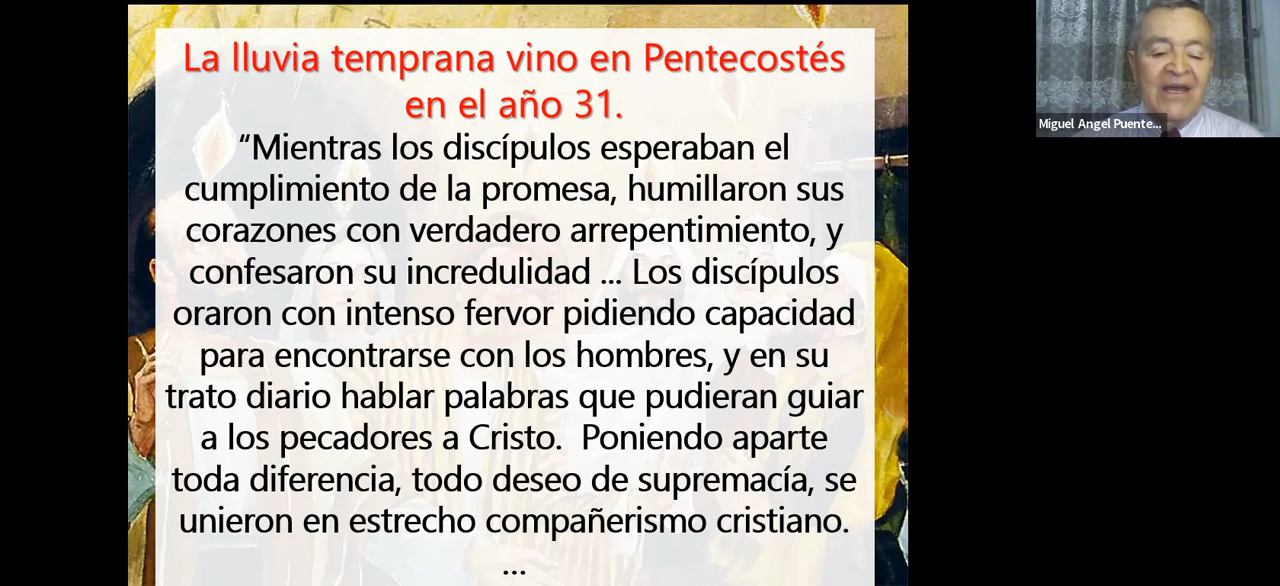 La lluvia temprana vino en Pentecostés
en el año 31.
“Mientras los discípulos esperaban el
cumplimiento de la promesa, humillaron sus
corazones con verdadero arrepentimiento, y
confesaron su incredulidad ... Los discípulos
oraron con intenso fervor pidiendo capacidad
para encontrarse con los hombres, y en su
trato diario hablar palabras que pudieran guiar
a los pecadores a Cristo.  Poniendo aparte
toda diferencia, todo deseo de supremacía, se
unieron en estrecho compañerismo cristiano.
...
Miguel Angel Puente...